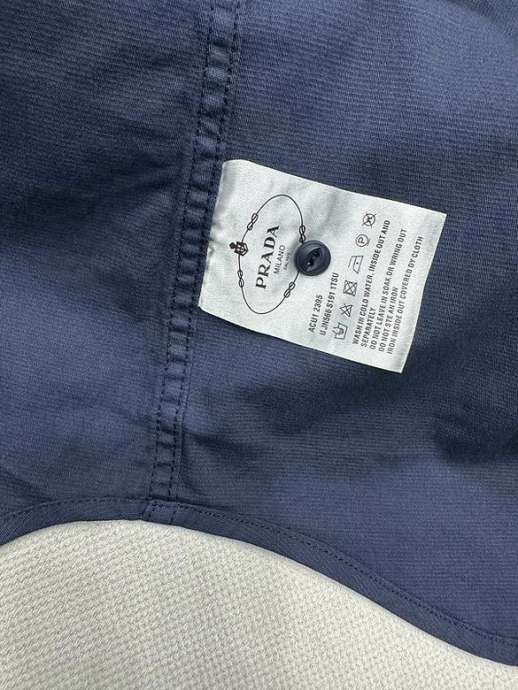 PRADA
MILANO
ACU1 2395
UJN566 S191 1TSU
WASH IN COLD WATER, INSIDE OUT AND
SEPARATELY
DO NOT LEAVE IN SOAK OR WRING OUT
DO NOT STEAM IRON
IRON INSIDE OUT COVERED BY CLOTH